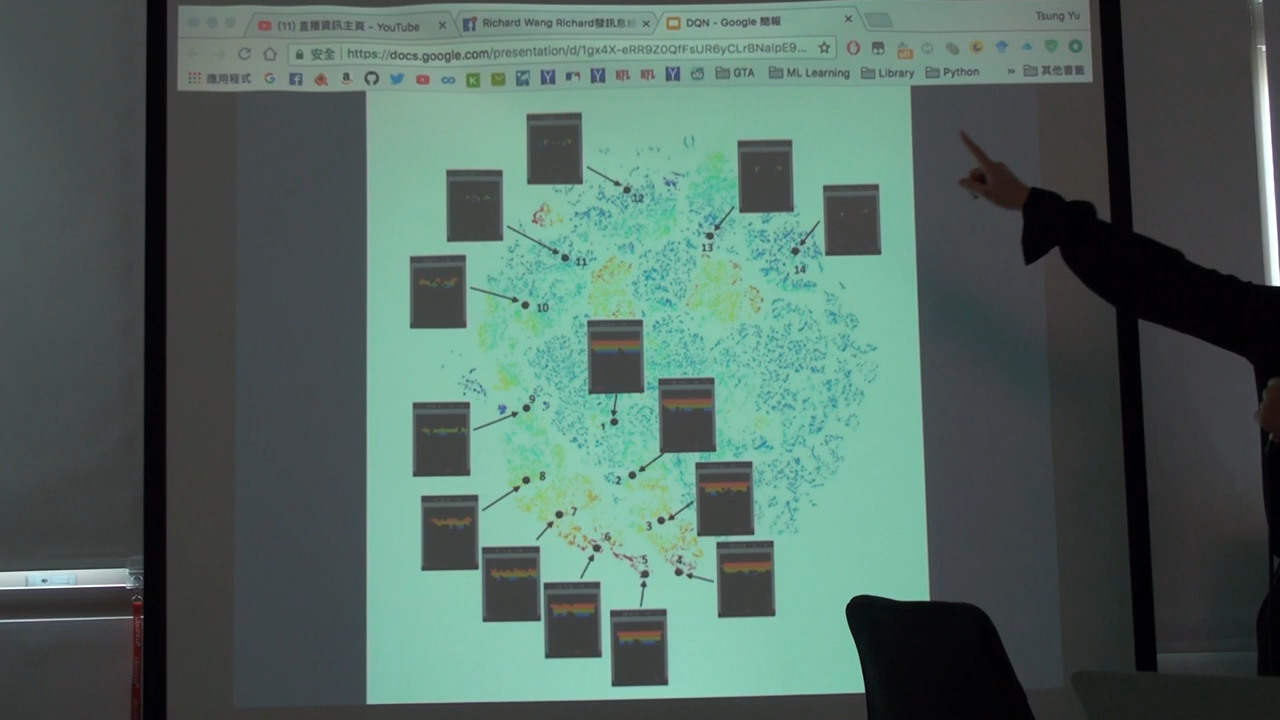 (11) 直播資訊主頁 - YouTube
Richard Wang Richard發訊息給
DQN - Google 簡報
Tsung Yu
安全
https://docs.google.com/presentation/d/1gx4X-eRR9Z0QfFsUR6yCLrBNaIpE9...
應用程式
GTA
ML Learning
Library
Python
»
其他書籤
12
13
11
14
10
9
1
2
8
7
3
6
5
4